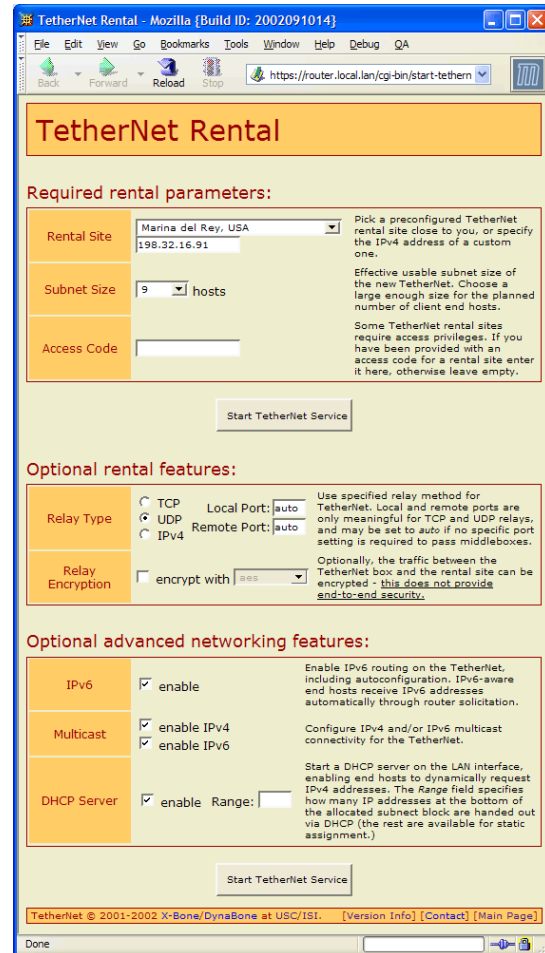 TetherNet Rental - Mozilla {Build ID: 2002091014}
File Edit View Go Bookmarks Tools Window Help Debug QA
Back Forward Reload Stop https://router.local.lan/cgi-bin/start-tethern
TetherNet Rental
Required rental parameters:
Rental Site
Marina del Rey, USA
198.32.16.91
Pick a preconfigured TetherNet
rental site close to you, or specify
the IPv4 address of a custom
one.
Subnet Size
9 hosts
Effective usable subnet size of
the new TetherNet. Choose a
large enough size for the planned
number of client end hosts.
Access Code
Some TetherNet rental sites
require access privileges. If you
have been provided with an
access code for a rental site enter
it here, otherwise leave empty.
Start TetherNet Service
Optional rental features:
Relay Type
TCP
UDP
IPv4
Local Port: auto
Remote Port: auto
Use specified relay method for
TetherNet. Local and remote ports are
only meaningful for TCP and UDP relays,
and may be set to auto if no specific port
setting is required to pass middleboxes.
Relay
Encryption
encrypt with aes
Optionally, the traffic between the
TetherNet box and the rental site can be
encrypted - this does not provide
end-to-end security.
Optional advanced networking features:
IPv6
enable
Enable IPv6 routing on the TetherNet,
including autoconfiguration. IPv6-aware
end hosts receive IPv6 addresses
automatically through router solicitation.
Multicast
enable IPv4
enable IPv6
Configure IPv4 and/or IPv6 multicast
connectivity for the TetherNet.
DHCP Server
enable Range:
Start a DHCP server on the LAN interface,
enabling end hosts to dynamically request
IPv4 addresses. The Range field specifies
how many IP addresses at the bottom of
the allocated subnect block are handed out
via DHCP (the rest are available for static
assignment.)
Start TetherNet Service
TetherNet © 2001-2002 X-Bone/DynaBone at USC/ISI. [Version Info] [Contact] [Main Page]
Done